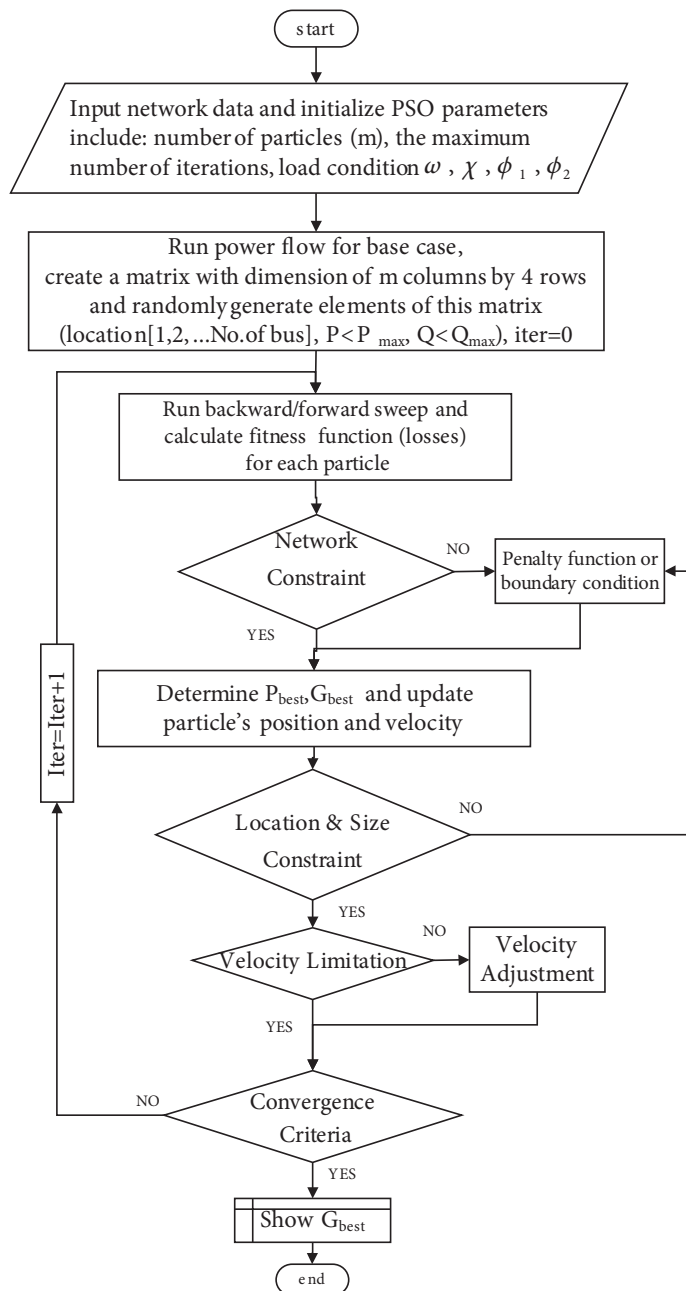 start
Input network data and initialize PSO parameters
include: number of particles (m), the maximum
number of iterations, load condition ω , χ , ϕ 1 , ϕ 2
Run power flow for base case,
create a matrix with dimension of m columns by 4 rows
and randomly generate elements of this matrix
(location[1,2, ...No.of bus], P<P max, Q<Qmax), iter=0
Run backward/forward sweep and
calculate fitness function (losses)
for each particle
Network
Constraint
NO
Penalty function or
boundary condition
YES
Iter=Iter+1
Determine Pbest,Gbest and update
particle's position and velocity
Location & Size
Constraint
NO
YES
Velocity Limitation
NO
Velocity
Adjustment
YES
Convergence
Criteria
NO
YES
Show Gbest
end